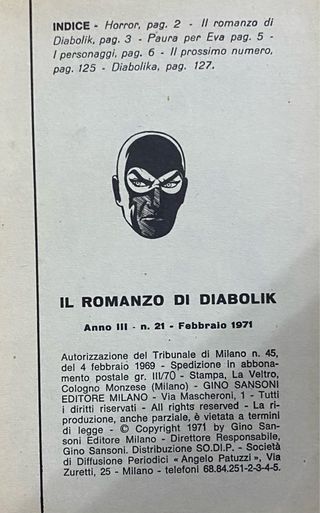 INDICE - Horror, pag. 2 - Il romanzo di
Diabolik, pag. 3 - Paura per Eva pag. 5 -
I personaggi, pag. 6 - Il prossimo numero,
pag. 125 - Diabolika, pag. 127.
IL ROMANZO DI DIABOLIK
Anno III - n. 21 - Febbraio 1971
Autorizzazione del Tribunale di Milano n. 45,
del 4 febbraio 1969 - Spedizione in abbona-
mento postale gr. III/70 - Stampa, La Veltro,
Cologno Monzese (Milano) - GINO SANSONI
EDITORE MILANO - Via Mascheroni, 1 - Tutti
i diritti riservati - All rights reserved - La ri-
produzione, anche parziale, è vietata a termini
di legge - © Copyright 1971 by Gino San-
soni Editore Milano - Direttore Responsabile,
Gino Sansoni. Distribuzione SO.DI.P. - Società
di Diffusione Periodici « Angelo Patuzzi », Via
Zuretti, 25 - Milano - telefoni 68.84.251-2-3-4-5.